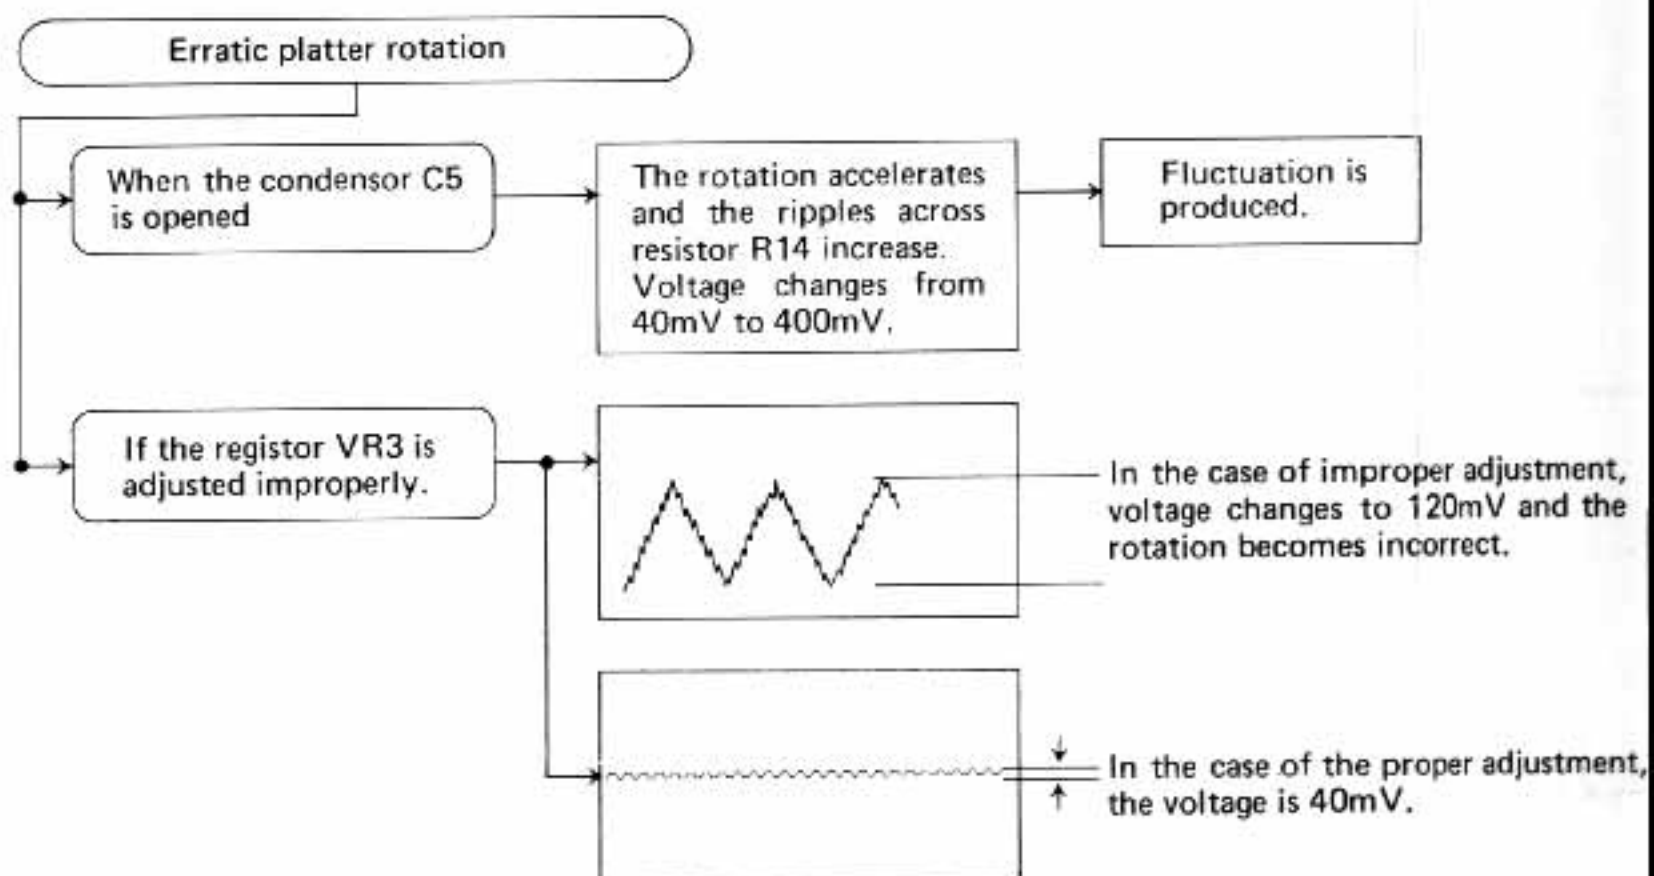 Erratic platter rotation
When the condensor C5
is opened
The rotation accelerates
and the ripples across
resistor R14 increase.
Voltage changes from
40mV to 400mV.
Fluctuation is
produced.
If the registor VR3 is
adjusted improperly.
In the case of improper adjustment,
voltage changes to 120mV and the
rotation becomes incorrect.
In the case of the proper adjustment,
the voltage is 40mV.